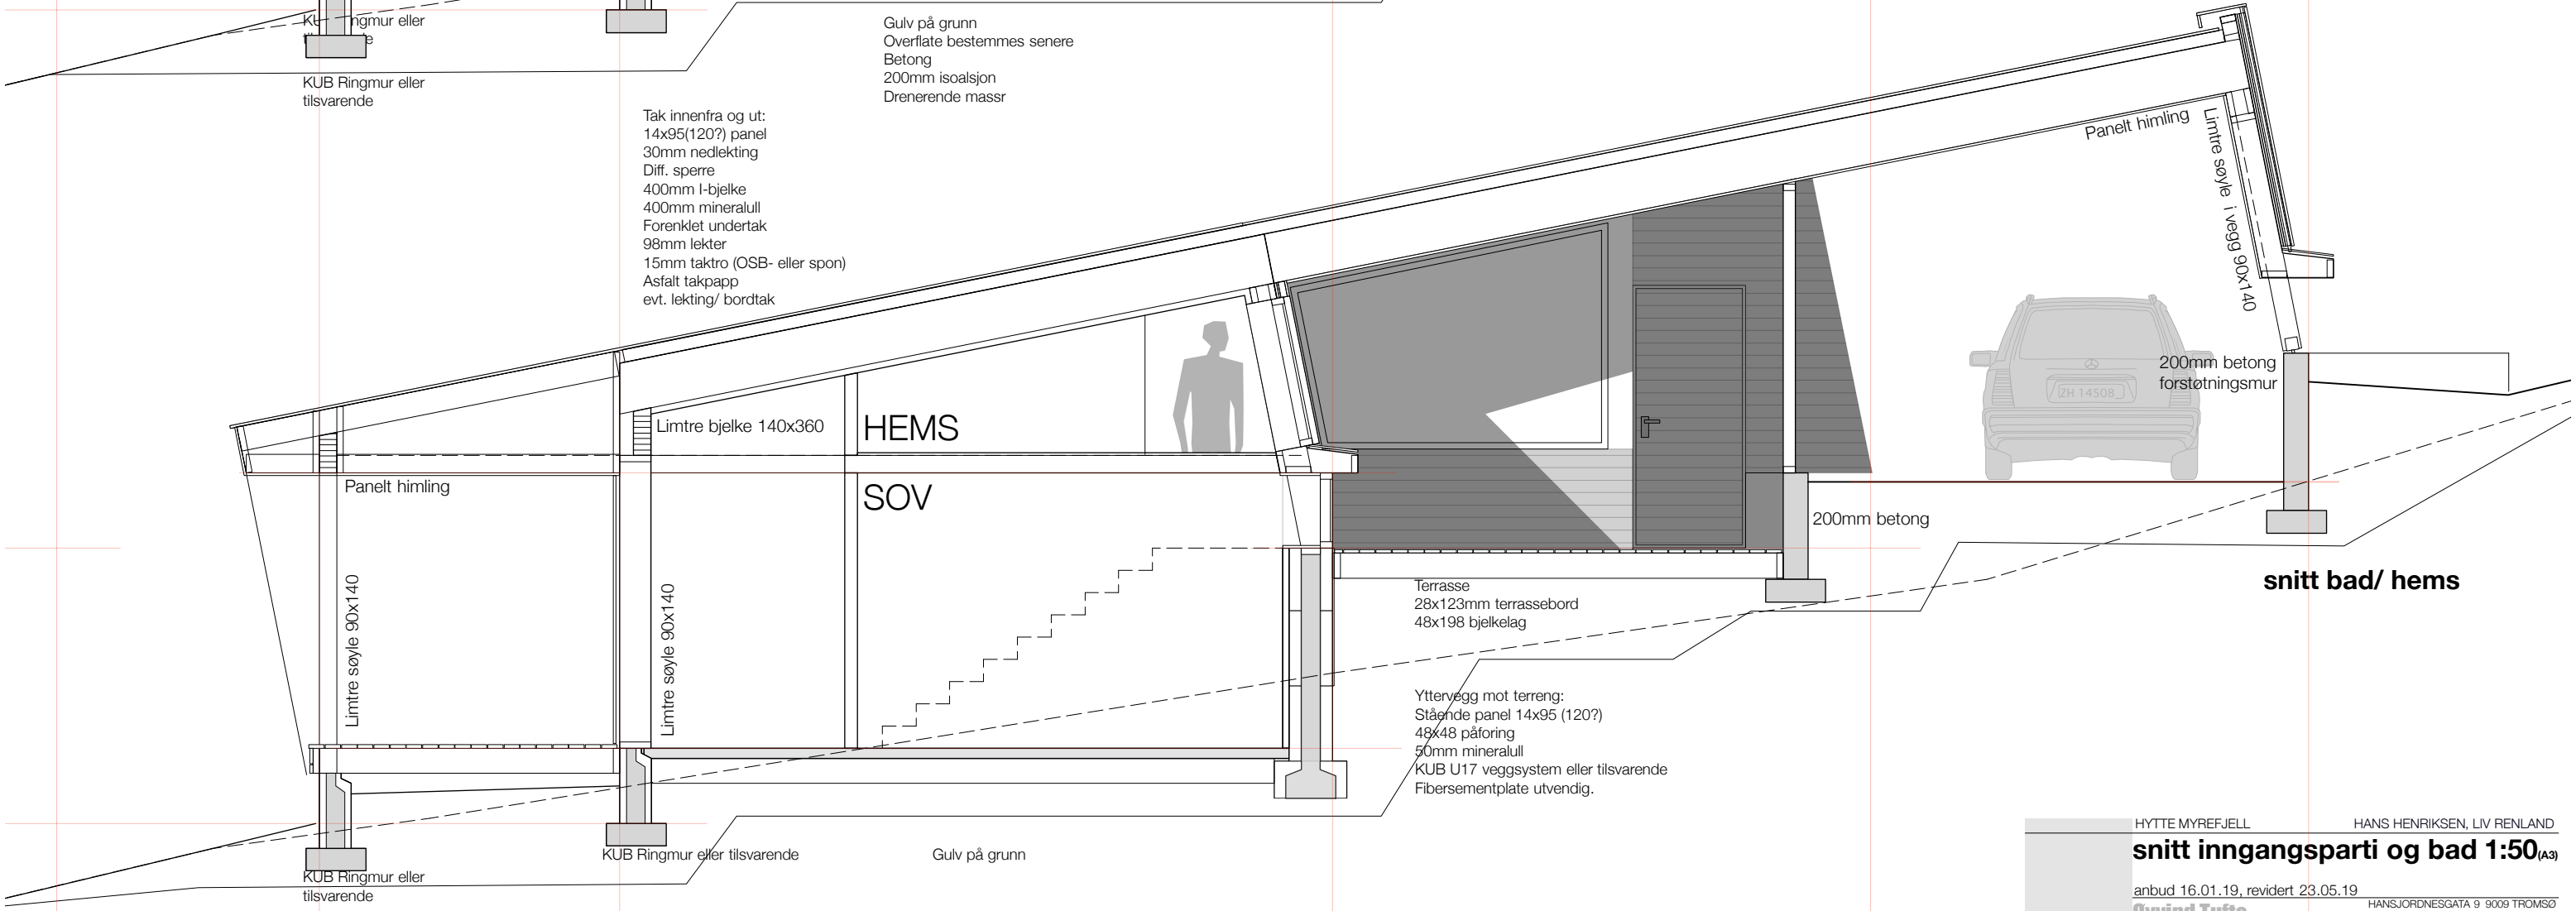 KUB Ringmur eller
tilsvarende
Gulv på grunn
Overflate bestemmes senere
Betong
200mm isoalsjon
Drenerende massr
Tak innenfra og ut:
14x95(120?) panel
30mm nedlekting
Diff. sperre
400mm I-bjelke
400mm mineralull
Forenklet undertak
98mm lekter
15mm taktro (OSB- eller spon)
Asfalt takpapp
evt. lekting/ bordtak
Panelt himling
Limtre søyle i vegg 90x140
200mm betong
forstøtningsmur
ZH 14508
Limtre bjelke 140x360
HEMS
Panelt himling
SOV
200mm betong
Limtre søyle 90x140
Limtre søyle 90x140
Terrasse
28x123mm terrassebord
48x198 bjelkelag
snitt bad/ hems
Yttervegg mot terreng:
Stående panel 14x95 (120?)
48x48 påforing
50mm mineralull
KUB U17 veggsystem eller tilsvarende
Fibersementplate utvendig.
KUB Ringmur eller tilsvarende
Gulv på grunn
KUB Ringmur eller
tilsvarende
HYTTE MYREFJELL HANS HENRIKSEN, LIV RENLAND
snitt inngangsparti og bad 1:50(A3)
anbud 16.01.19, revidert 23.05.19
HANSJORDNESGATA 9 9009 TROMSØ